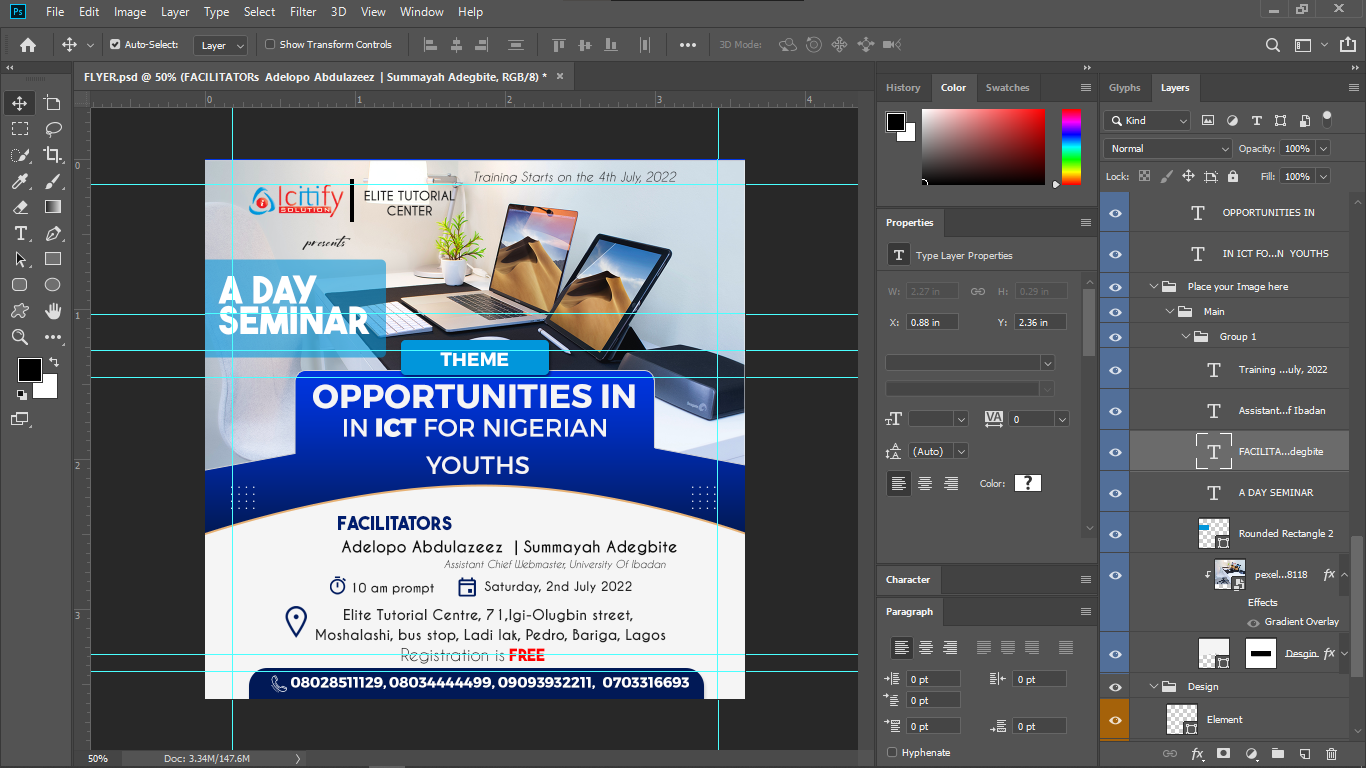 Ps File Edit Image Layer Type Select Filter 3D View Window Help
Auto-Select: Layer Show Transform Controls 3D Mode:
FLYER.psd @ 50% (FACILITATORs Adelopo Abdulazeez | Summayah Adegbite, RGB/8) *
0 1 2 3 4
0
1
2
3
Icitify
SOLUTION
ELITE TUTORIAL
CENTER
Training Starts on the 4th July, 2022
presents
A DAY
SEMINAR
THEME
OPPORTUNITIES IN
IN ICT FOR NIGERIAN
YOUTHS
FACILITATORS
Adelopo Abdulazeez | Summayah Adegbite
Assistant Chief Webmaster, University Of Ibadan
10 am prompt Saturday, 2nd July 2022
Elite Tutorial Centre, 71,Igi-Olugbin street,
Moshalashi, bus stop, Ladi lak, Pedro, Bariga, Lagos
Registration is FREE
08028511129, 08034444499, 09093932211, 0703316693
50% Doc: 3.34M/147.6M
History Color Swatches
Properties
T Type Layer Properties
W: 2.27 in H: 0.29 in
X: 0.88 in Y: 2.36 in
VA 0
(Auto)
Color: ?
Character
Paragraph
0 pt 0 pt
0 pt
0 pt 0 pt
Hyphenate
Glyphs Layers
Kind
Normal Opacity: 100%
Lock: Fill: 100%
T OPPORTUNITIES IN
T IN ICT FO...N YOUTHS
Place your Image here
Main
Group 1
T Training ...uly, 2022
T Assistant...f Ibadan
T FACILITA...degbite
T A DAY SEMINAR
Rounded Rectangle 2
pexel...8118 fx
Effects
Gradient Overlay
Desgin fx
Design
Element
fx